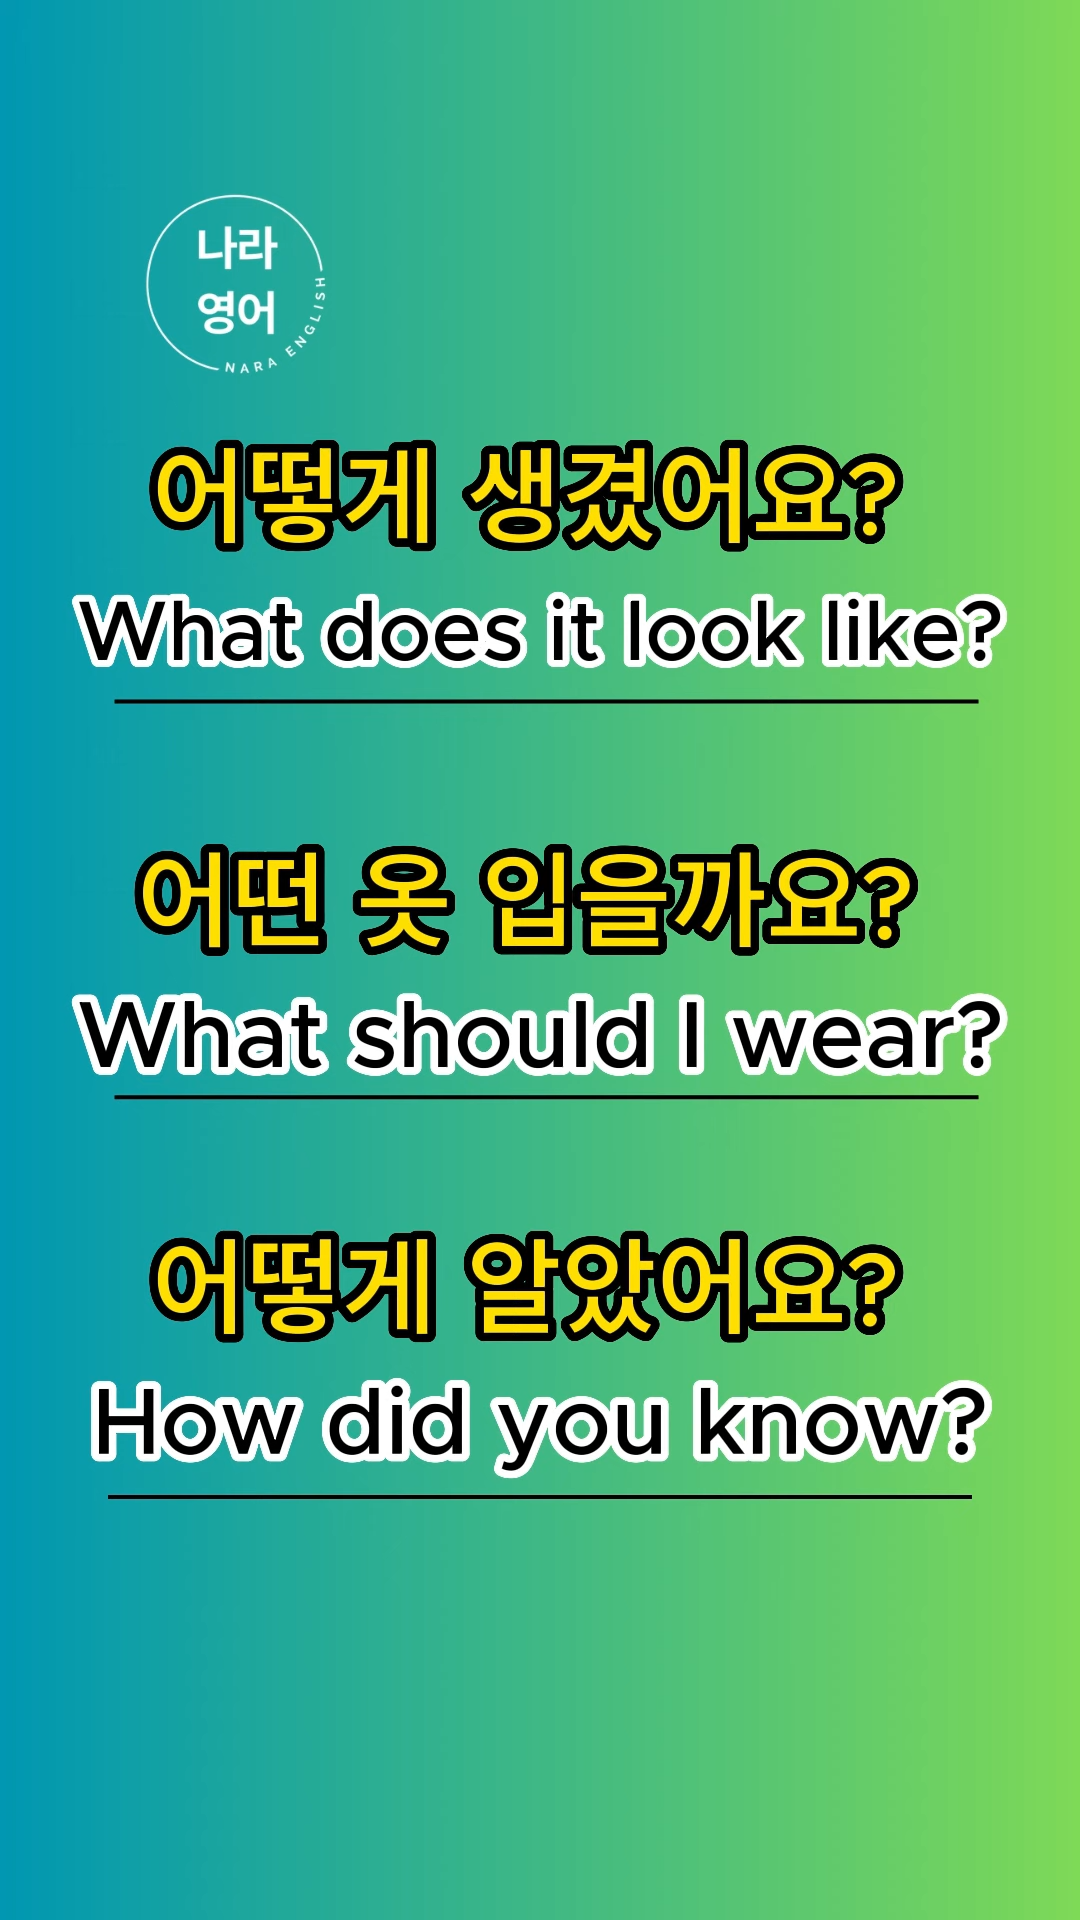 나라
영어
NARA ENGLISH
어떻게 생겼어요?
What does it look like?
어떤 옷 입을까요?
What should I wear?
어떻게 알았어요?
How did you know?